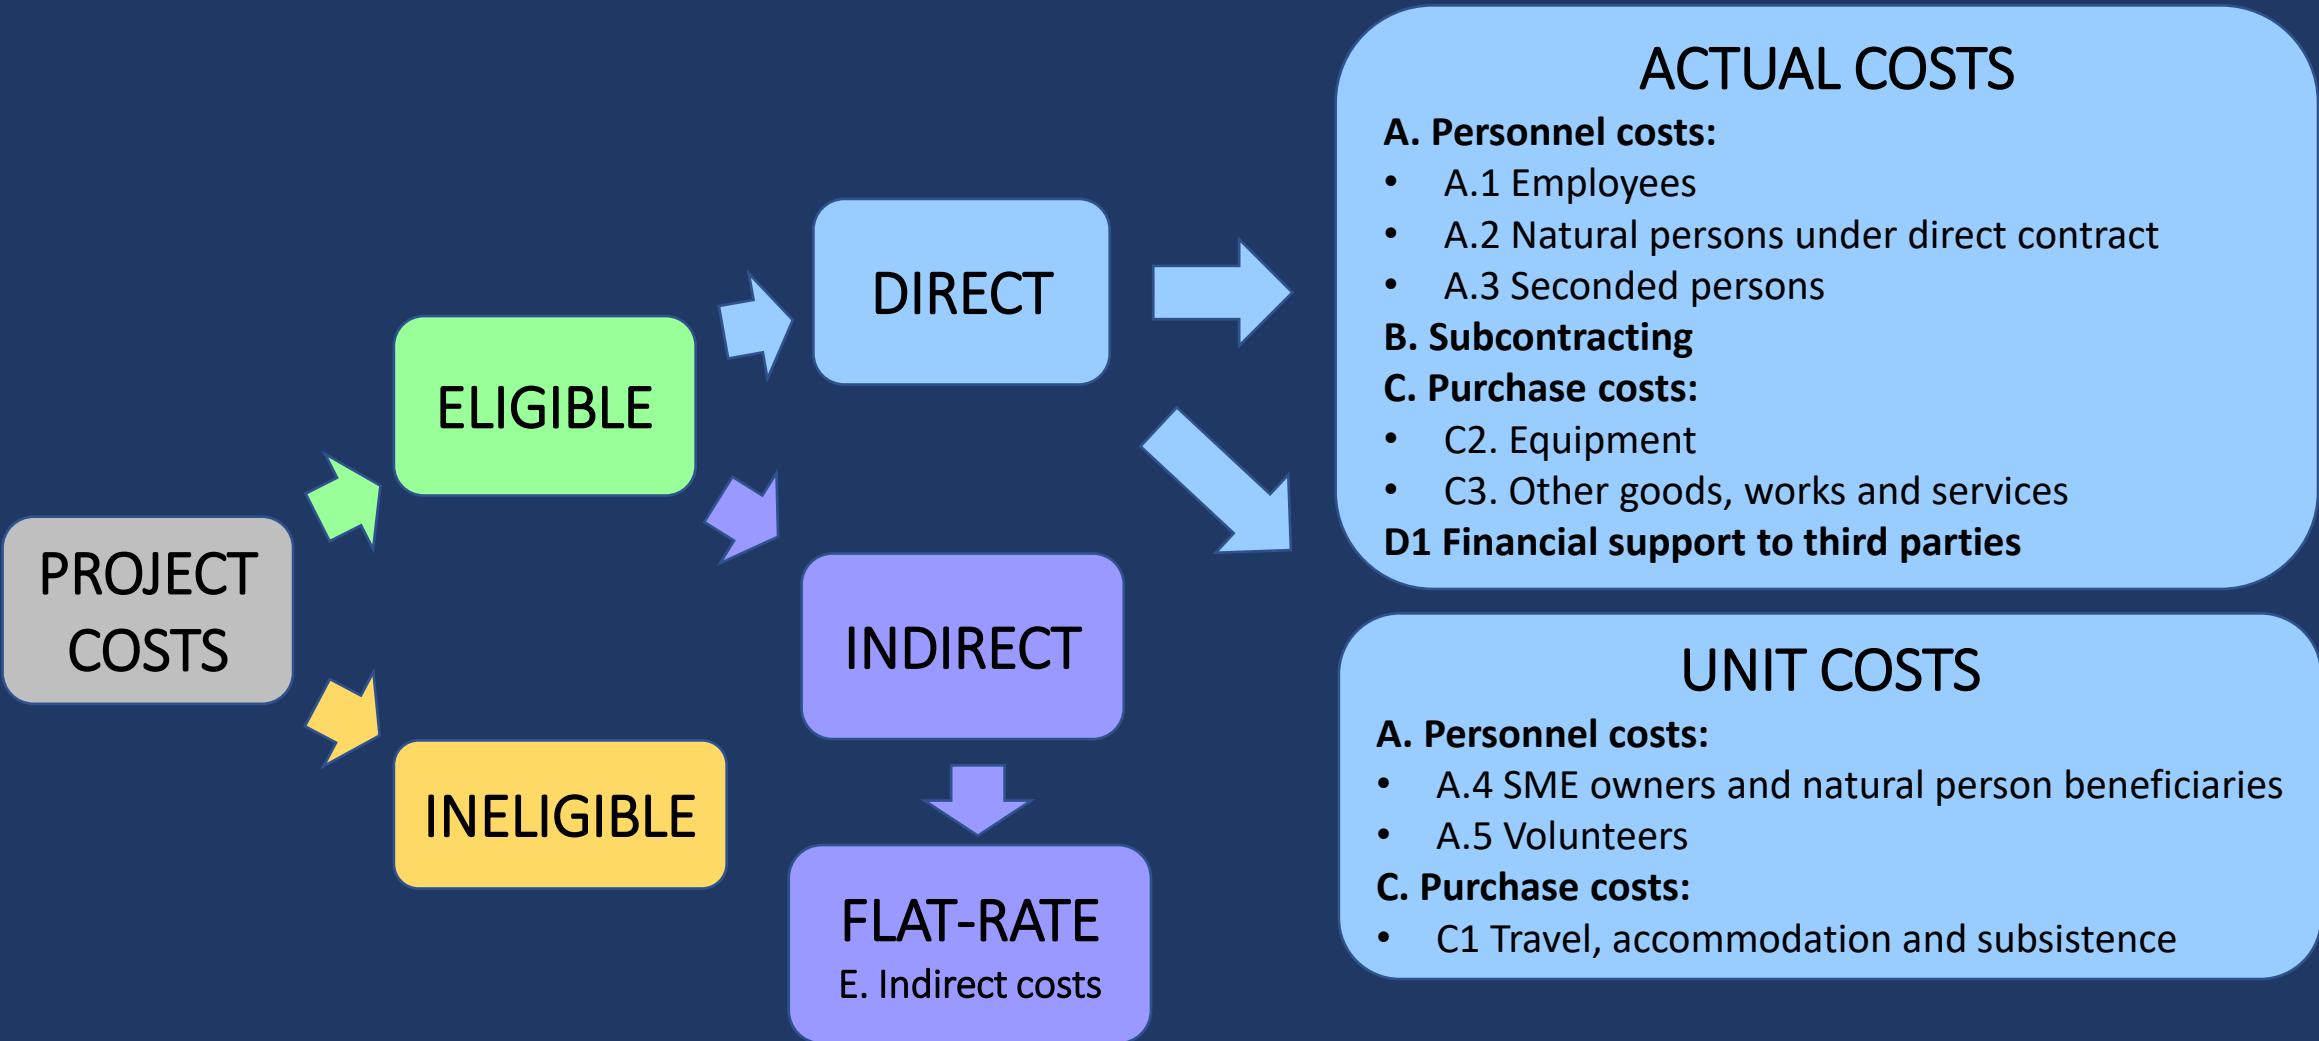 PROJECT
COSTS
ELIGIBLE
INELIGIBLE
DIRECT
INDIRECT
FLAT-RATE
E. Indirect costs
ACTUAL COSTS
A. Personnel costs:
• A.1 Employees
• A.2 Natural persons under direct contract
• A.3 Seconded persons
B. Subcontracting
C. Purchase costs:
• C2. Equipment
• C3. Other goods, works and services
D1 Financial support to third parties
UNIT COSTS
A. Personnel costs:
• A.4 SME owners and natural person beneficiaries
• A.5 Volunteers
C. Purchase costs:
• C1 Travel, accommodation and subsistence